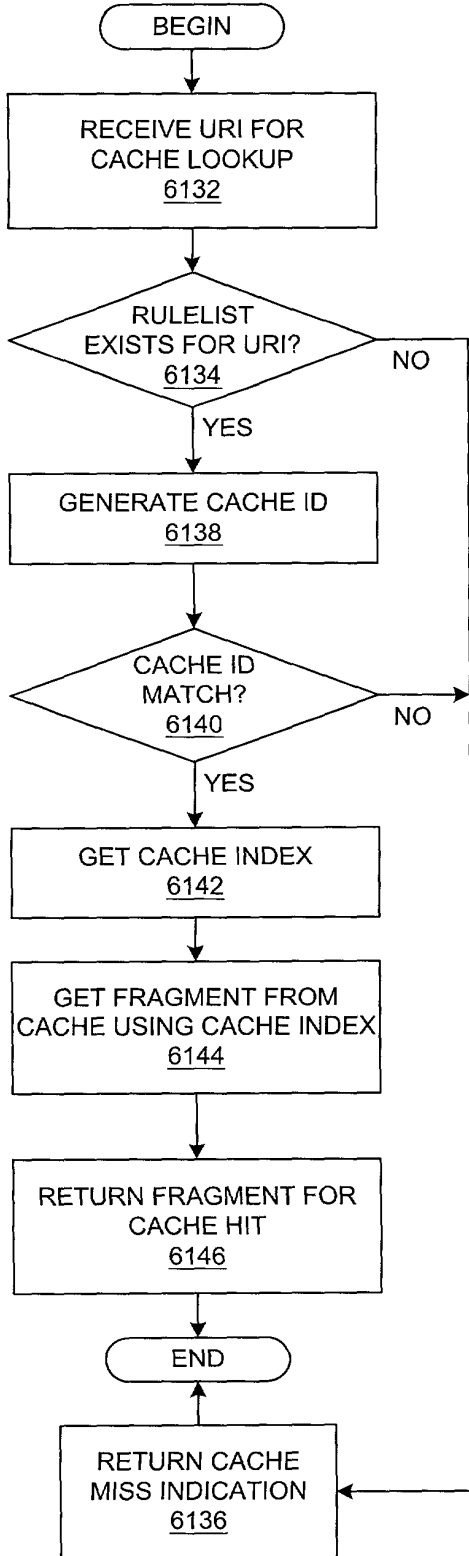 BEGIN
RECEIVE URI FOR
CACHE LOOKUP
6132
RULELIST
EXISTS FOR URI?
6134
NO
YES
GENERATE CACHE ID
6138
CACHE ID
MATCH?
6140
NO
YES
GET CACHE INDEX
6142
GET FRAGMENT FROM
CACHE USING CACHE INDEX
6144
RETURN FRAGMENT FOR
CACHE HIT
6146
END
RETURN CACHE
MISS INDICATION
6136